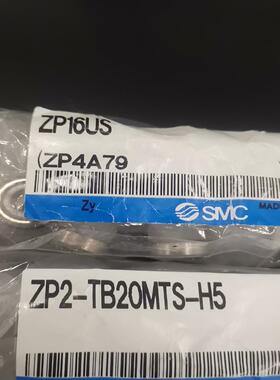 ZP16US
(ZP4A79
Zy
SMC MADE
ZP2-TB20MTS-H5